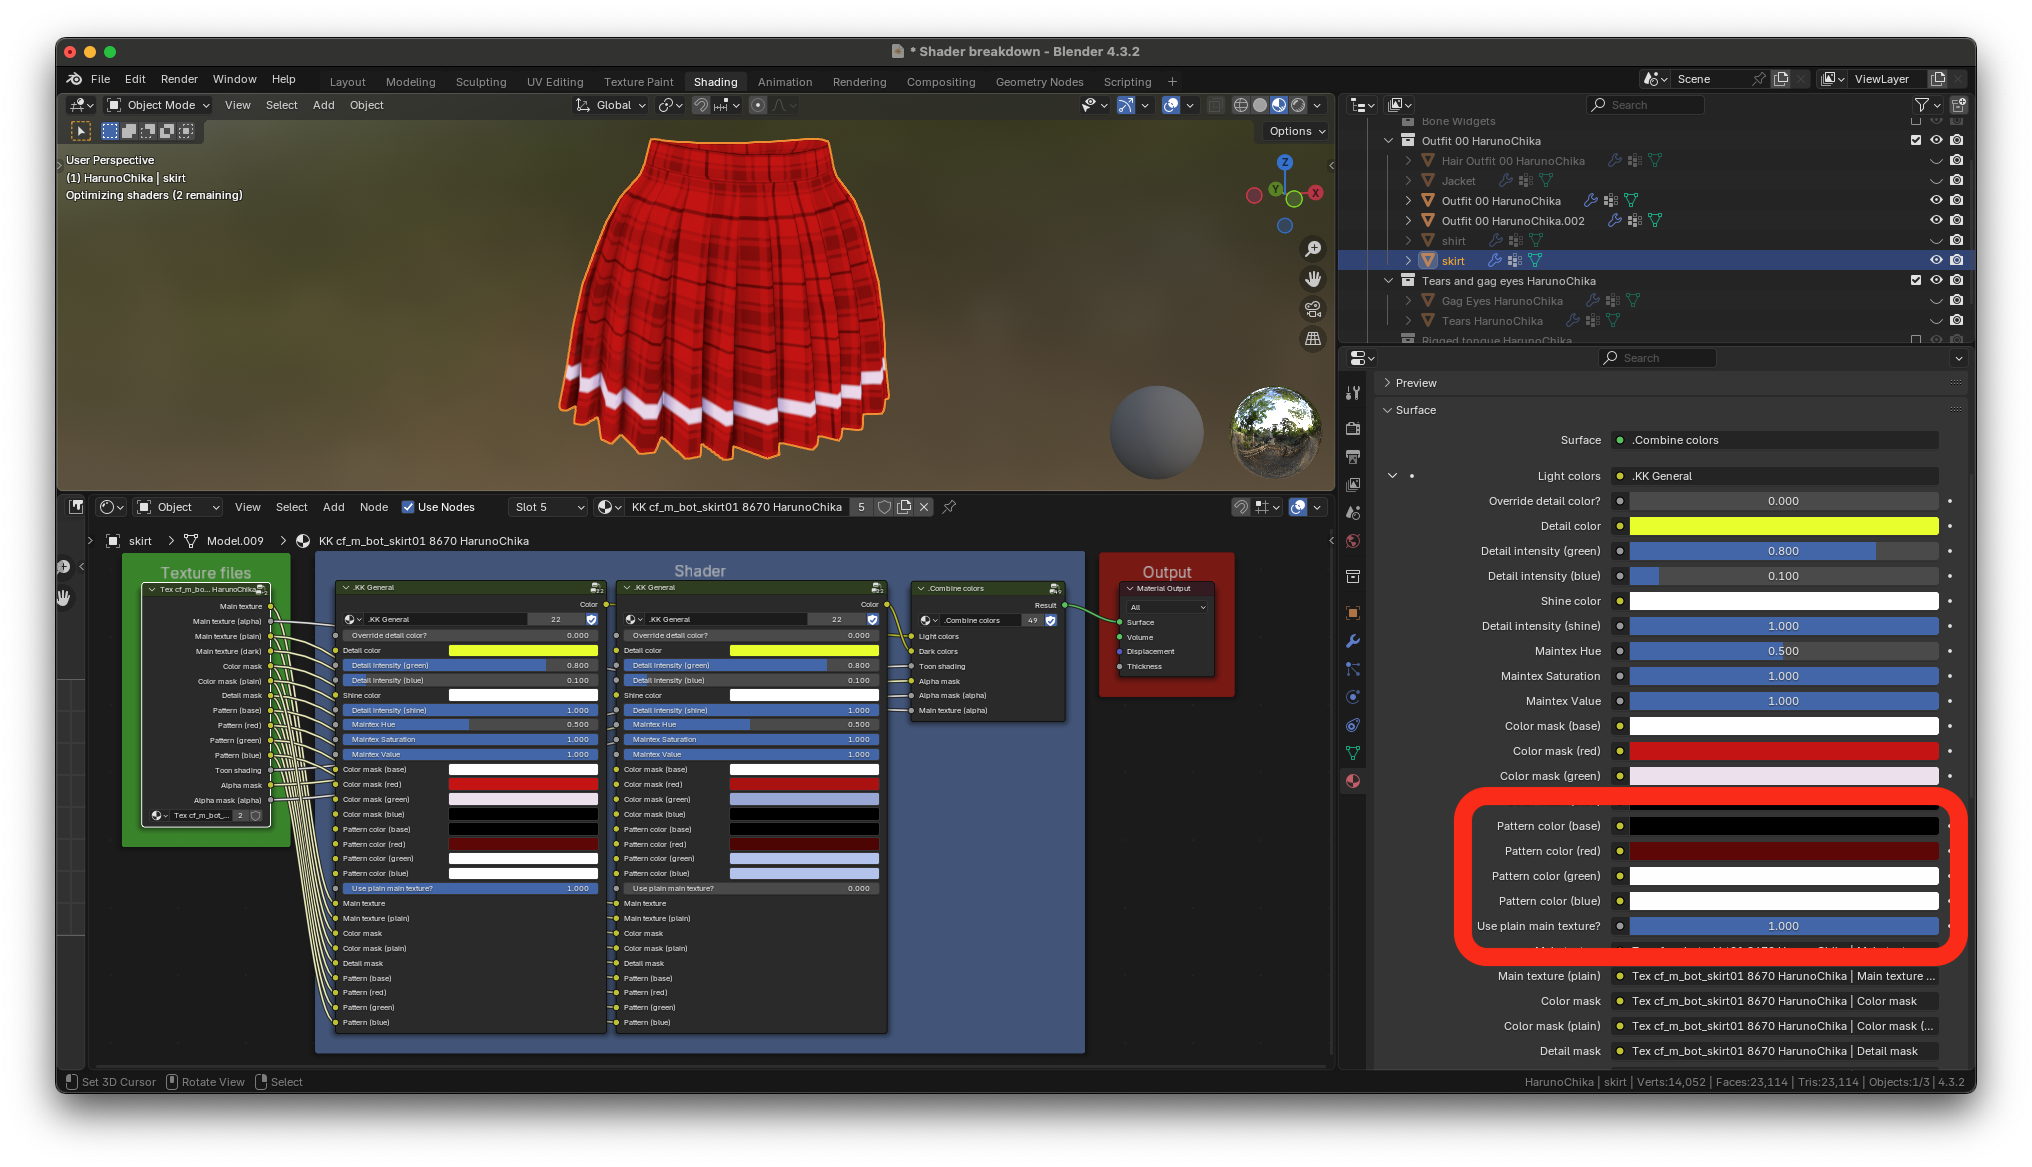 * Shader breakdown - Blender 4.3.2
File Edit Render Window Help
Layout Modeling Sculpting UV Editing Texture Paint Shading Animation Rendering Compositing Geometry Nodes Scripting +
Scene
ViewLayer
Object Mode View Select Add Object
Global
Options
User Perspective
(1) HarunoChika | skirt
Optimizing shaders (2 remaining)
Z
Y
X
Search
Bone Widgets
Outfit 00 HarunoChika
Hair Outfit 00 HarunoChika
Jacket
Outfit 00 HarunoChika
Outfit 00 HarunoChika.002
shirt
skirt
Tears and gag eyes HarunoChika
Gag Eyes HarunoChika
Tears HarunoChika
Rigged tongue HarunoChika
Object View Select Add Node Use Nodes Slot 5 KK cf_m_bot_skirt01 8670 HarunoChika 5
skirt > Model.009 > KK cf_m_bot_skirt01 8670 HarunoChika
Texture files
Tex cf_m_bo... HarunoChika
Main texture
Main texture (alpha)
Main texture (plain)
Main texture (dark)
Color mask
Color mask (plain)
Detail mask
Pattern (base)
Pattern (red)
Pattern (green)
Pattern (blue)
Toon shading
Alpha mask
Alpha mask (alpha)
Tex cf_m_bot_... 2
Shader
.KK General
Color
.KK General 22
Override detail color? 0.000
Detail color
Detail intensity (green) 0.800
Detail intensity (blue) 0.100
Shine color
Detail intensity (shine) 1.000
Maintex Hue 0.500
Maintex Saturation 1.000
Maintex Value 1.000
Color mask (base)
Color mask (red)
Color mask (green)
Color mask (blue)
Pattern color (base)
Pattern color (red)
Pattern color (green)
Pattern color (blue)
Use plain main texture? 1.000
Main texture
Main texture (plain)
Color mask
Color mask (plain)
Detail mask
Pattern (base)
Pattern (red)
Pattern (green)
Pattern (blue)
.KK General
Color
.KK General 22
Override detail color? 0.000
Detail color
Detail intensity (green) 0.800
Detail intensity (blue) 0.100
Shine color
Detail intensity (shine) 1.000
Maintex Hue 0.500
Maintex Saturation 1.000
Maintex Value 1.000
Color mask (base)
Color mask (red)
Color mask (green)
Color mask (blue)
Pattern color (base)
Pattern color (red)
Pattern color (green)
Pattern color (blue)
Use plain main texture? 0.000
Main texture
Main texture (plain)
Color mask
Color mask (plain)
Detail mask
Pattern (base)
Pattern (red)
Pattern (green)
Pattern (blue)
.Combine colors
Result
.Combine colors 49
Light colors
Dark colors
Toon shading
Alpha mask
Alpha mask (alpha)
Main texture (alpha)
Output
Material Output
All
Surface
Volume
Displacement
Thickness
Search
Preview
Surface
Surface .Combine colors
Light colors .KK General
Override detail color? 0.000
Detail color
Detail intensity (green) 0.800
Detail intensity (blue) 0.100
Shine color
Detail intensity (shine) 1.000
Maintex Hue 0.500
Maintex Saturation 1.000
Maintex Value 1.000
Color mask (base)
Color mask (red)
Color mask (green)
Pattern color (base)
Pattern color (red)
Pattern color (green)
Pattern color (blue)
Use plain main texture? 1.000
Main texture (plain) Tex cf_m_bot_skirt01 8670 HarunoChika | Main texture ...
Color mask Tex cf_m_bot_skirt01 8670 HarunoChika | Color mask
Color mask (plain) Tex cf_m_bot_skirt01 8670 HarunoChika | Color mask (...
Detail mask Tex cf_m_bot_skirt01 8670 HarunoChika | Detail mask
Set 3D Cursor Rotate View Select
HarunoChika | skirt | Verts:14,052 | Faces:23,114 | Tris:23,114 | Objects:1/3 | 4.3.2